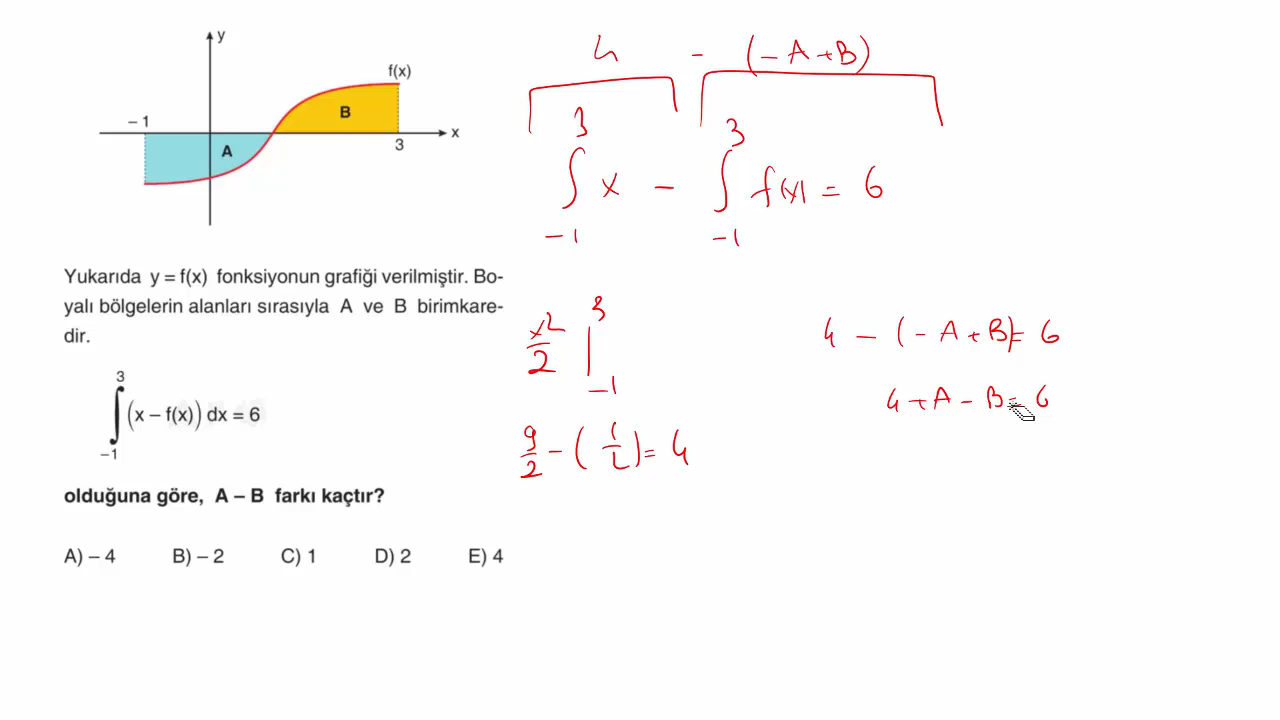 y
f(x)
B
– 1
x
A
3
Yukarıda y = f(x) fonksiyonun grafiği verilmiştir. Bo-
yalı bölgelerin alanları sırasıyla A ve B birimkare-
dir.
3
∫ (x – f(x)) dx = 6
–1
olduğuna göre, A – B farkı kaçtır?
A) – 4 B) – 2 C) 1 D) 2 E) 4
4 - (-A+B)
3 3
∫ x - ∫ f(x) = 6
-1 -1
x²/2 | 3
-1
9/2 - (1/2) = 4
4 - (-A+B) = 6
4+A-B=6